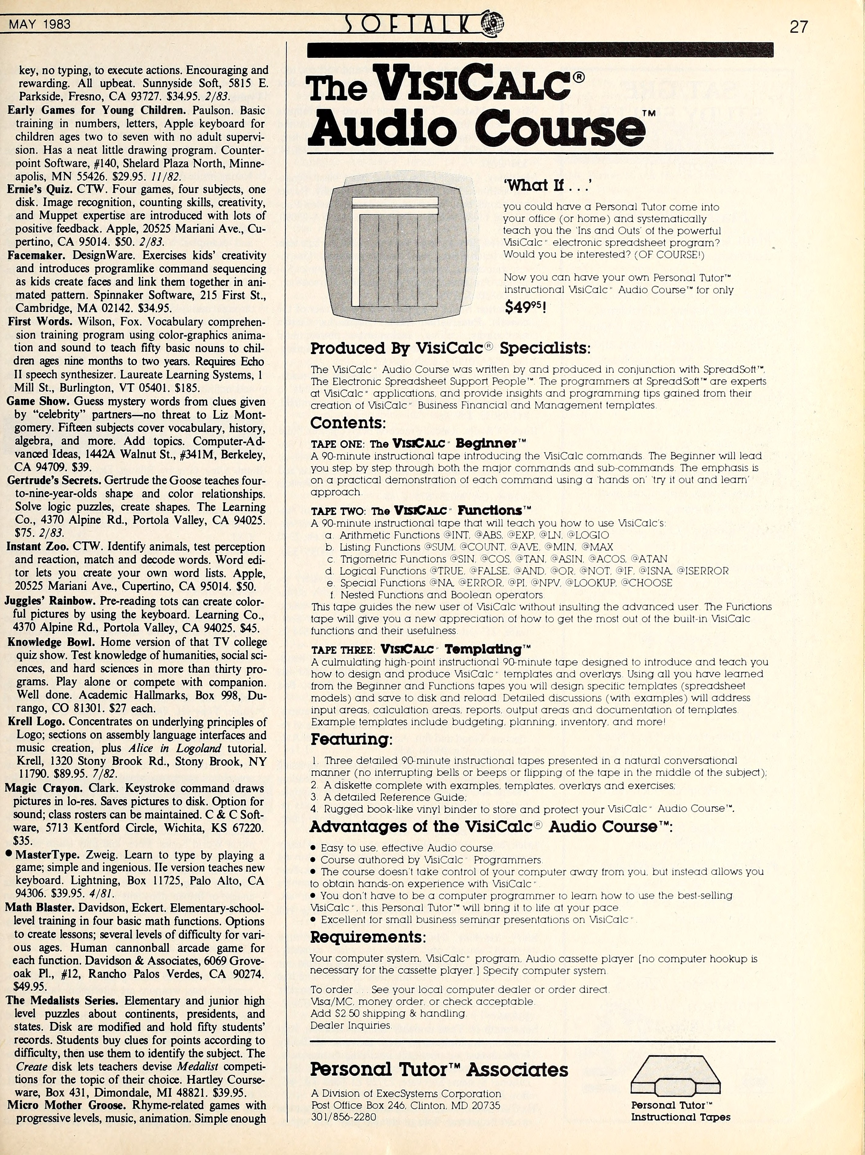 MAY 1983
SOFTALK
27
key, no typing, to execute actions. Encouraging and
rewarding. All upbeat. Sunnyside Soft, 5815 E.
Parkside, Fresno, CA 93727. $34.95. 2/83.
Early Games for Young Children. Paulson. Basic
training in numbers, letters, Apple keyboard for
children ages two to seven with no adult supervi-
sion. Has a neat little drawing program. Counter-
point Software, #140, Shelard Plaza North, Minne-
apolis, MN 55426. $29.95. 11/82.
Ernie's Quiz. CTW. Four games, four subjects, one
disk. Image recognition, counting skills, creativity,
and Muppet expertise are introduced with lots of
positive feedback. Apple, 20525 Mariani Ave., Cu-
pertino, CA 95014. $50. 2/83.
Facemaker. DesignWare. Exercises kids' creativity
and introduces programlike command sequencing
as kids create faces and link them together in ani-
mated pattern. Spinnaker Software, 215 First St.,
Cambridge, MA 02142. $34.95.
First Words. Wilson, Fox. Vocabulary comprehen-
sion training program using color-graphics anima-
tion and sound to teach fifty basic nouns to chil-
dren ages nine months to two years. Requires Echo
II speech synthesizer. Laureate Learning Systems, 1
Mill St., Burlington, VT 05401. $185.
Game Show. Guess mystery words from clues given
by "celebrity" partners—no threat to Liz Mont-
gomery. Fifteen subjects cover vocabulary, history,
algebra, and more. Add topics. Computer-Ad-
vanced Ideas, 1442A Walnut St., #341M, Berkeley,
CA 94709. $39.
Gertrude's Secrets. Gertrude the Goose teaches four-
to-nine-year-olds shape and color relationships.
Solve logic puzzles, create shapes. The Learning
Co., 4370 Alpine Rd., Portola Valley, CA 94025.
$75. 2/83.
Instant Zoo. CTW. Identify animals, test perception
and reaction, match and decode words. Word edi-
tor lets you create your own word lists. Apple,
20525 Mariani Ave., Cupertino, CA 95014. $50.
Juggles' Rainbow. Pre-reading tots can create color-
ful pictures by using the keyboard. Learning Co.,
4370 Alpine Rd., Portola Valley, CA 94025. $45.
Knowledge Bowl. Home version of that TV college
quiz show. Test knowledge of humanities, social sci-
ences, and hard sciences in more than thirty pro-
grams. Play alone or compete with companion.
Well done. Academic Hallmarks, Box 998, Du-
rango, CO 81301. $27 each.
Krell Logo. Concentrates on underlying principles of
Logo; sections on assembly language interfaces and
music creation, plus Alice in Logoland tutorial.
Krell, 1320 Stony Brook Rd., Stony Brook, NY
11790. $89.95. 7/82.
Magic Crayon. Clark. Keystroke command draws
pictures in lo-res. Saves pictures to disk. Option for
sound; class rosters can be maintained. C & C Soft-
ware, 5713 Kentford Circle, Wichita, KS 67220.
$35.
• MasterType. Zweig. Learn to type by playing a
game; simple and ingenious. IIe version teaches new
keyboard. Lightning, Box 11725, Palo Alto, CA
94306. $39.95. 4/81.
Math Blaster. Davidson, Eckert. Elementary-school-
level training in four basic math functions. Options
to create lessons; several levels of difficulty for vari-
ous ages. Human cannonball arcade game for
each function. Davidson & Associates, 6069 Grove-
oak Pl., #12, Rancho Palos Verdes, CA 90274.
$49.95.
The Medalists Series. Elementary and junior high
level puzzles about continents, presidents, and
states. Disk are modified and hold fifty students'
records. Students buy clues for points according to
difficulty, then use them to identify the subject. The
Create disk lets teachers devise Medalist competi-
tions for the topic of their choice. Hartley Course-
ware, Box 431, Dimondale, MI 48821. $39.95.
Micro Mother Goose. Rhyme-related games with
progressive levels, music, animation. Simple enough
The VISICALC®
Audio Course™
'What If . . .'
you could have a Personal Tutor come into
your office (or home) and systematically
teach you the 'Ins and Outs' of the powerful
VisiCalc® electronic spreadsheet program?
Would you be interested? (OF COURSE!)
Now you can have your own Personal Tutor™
instructional VisiCalc® Audio Course™ for only
$49⁹⁵!
Produced By VisiCalc® Specialists:
The VisiCalc® Audio Course was written by and produced in conjunction with SpreadSoft™,
The Electronic Spreadsheet Support People™. The programmers at SpreadSoft™ are experts
at VisiCalc® applications, and provide insights and programming tips gained from their
creation of VisiCalc® Business Financial and Management templates.
Contents:
TAPE ONE: The VISICALC® Beginner™
A 90-minute instructional tape introducing the VisiCalc commands. The Beginner will lead
you step by step through both the major commands and sub-commands. The emphasis is
on a practical demonstration of each command using a 'hands on' 'try it out and learn'
approach.
TAPE TWO: The VISICALC® Functions™
A 90-minute instructional tape that will teach you how to use VisiCalc's:
a. Arithmetic Functions @INT, @ABS, @EXP, @LN, @LOGIO
b. Listing Functions @SUM, @COUNT, @AVE, @MIN, @MAX
c. Trigometric Functions @SIN, @COS, @TAN, @ASIN, @ACOS, @ATAN
d. Logical Functions @TRUE, @FALSE, @AND, @OR, @NOT, @IF, @ISNA, @ISERROR
e. Special Functions @NA, @ERROR, @PI, @NPV, @LOOKUP, @CHOOSE
f. Nested Functions and Boolean operators
This tape guides the new user of VisiCalc without insulting the advanced user. The Functions
tape will give you a new appreciation of how to get the most out of the built-in VisiCalc
functions and their usefulness.
TAPE THREE: VISICALC® Templating™
A culmulating high-point instructional 90-minute tape designed to introduce and teach you
how to design and produce VisiCalc® templates and overlays. Using all you have learned
from the Beginner and Functions tapes you will design specific templates (spreadsheet
models) and save to disk and reload. Detailed discussions (with examples) will address
input areas, calculation areas, reports, output areas and documentation of templates.
Example templates include budgeting, planning, inventory, and more!
Featuring:
1. Three detailed 90-minute instructional tapes presented in a natural conversational
manner (no interrupting bells or beeps or flipping of the tape in the middle of the subject);
2. A diskette complete with examples, templates, overlays and exercises;
3. A detailed Reference Guide;
4. Rugged book-like vinyl binder to store and protect your VisiCalc® Audio Course™.
Advantages of the VisiCalc® Audio Course™:
• Easy to use, effective Audio course.
• Course authored by VisiCalc® Programmers.
• The course doesn't take control of your computer away from you, but instead allows you
to obtain hands-on experience with VisiCalc®.
• You don't have to be a computer programmer to learn how to use the best-selling
VisiCalc®; this Personal Tutor™ will bring it to life at your pace.
• Excellent for small business seminar presentations on VisiCalc®.
Requirements:
Your computer system, VisiCalc® program, Audio cassette player [no computer hookup is
necessary for the cassette player.] Specify computer system.
To order . . . See your local computer dealer or order direct.
Visa/MC, money order, or check acceptable.
Add $2.50 shipping & handling.
Dealer Inquiries.
Personal Tutor™ Associates
A Division of ExecSystems Corporation
Post Office Box 246, Clinton, MD 20735
301/856-2280
Personal Tutor™
Instructional Tapes